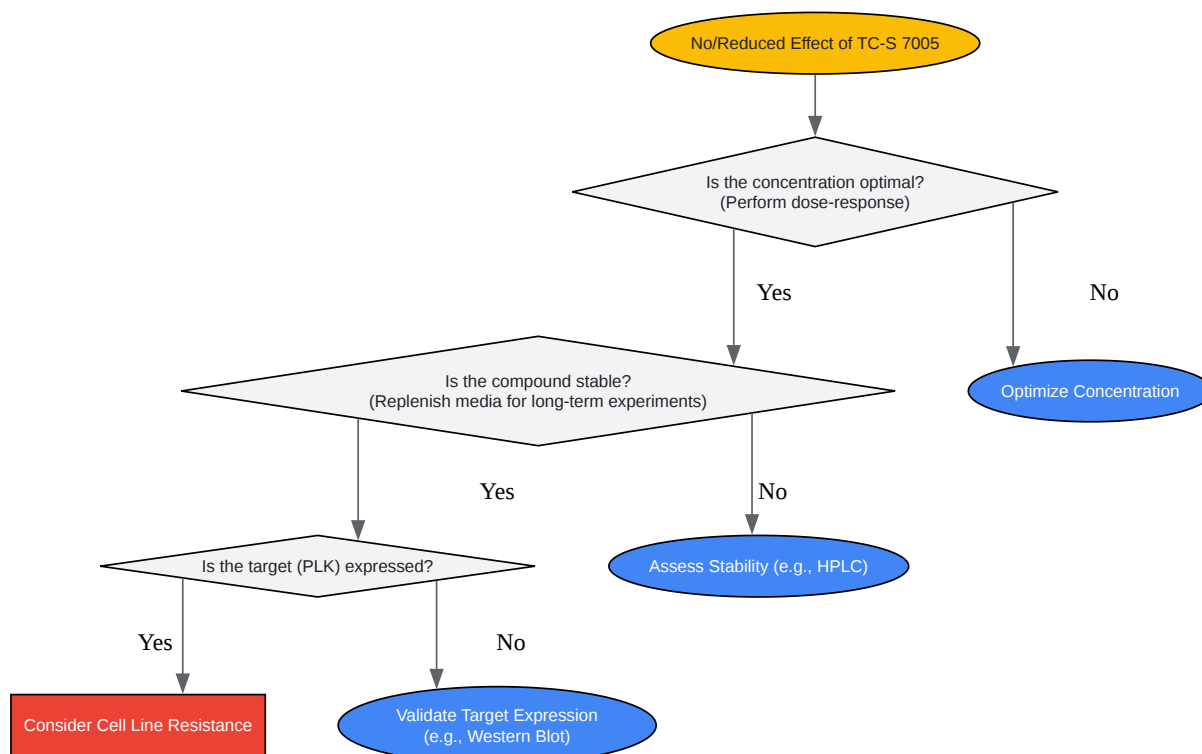 No/Reduced Effect of TC-S 7005
Is the concentration optimal?
(Perform dose-response)
Yes
No
Is the compound stable?
(Replenish media for long-term experiments)
Optimize Concentration
Yes
No
Is the target (PLK) expressed?
Assess Stability (e.g., HPLC)
Yes
No
Consider Cell Line Resistance
Validate Target Expression
(e.g., Western Blot)